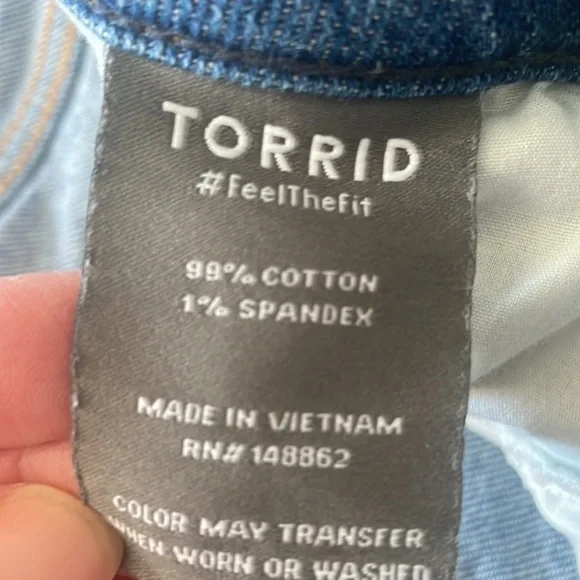 TORRID
#FeelTheFit
99% COTTON
1% SPANDEX
MADE IN VIETNAM
RN# 148862
COLOR MAY TRANSFER
WHEN WORN OR WASHED